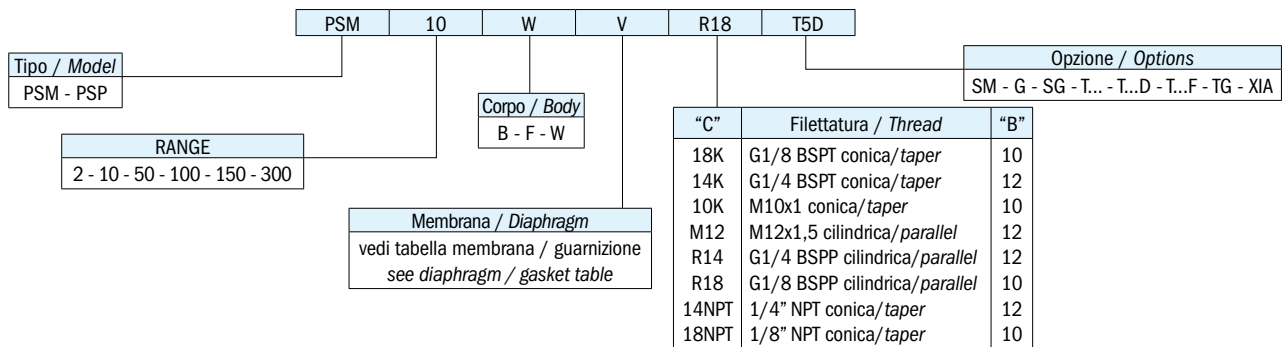 PSM 10 W V R18 T5D
Tipo / Model
PSM - PSP
RANGE
2 - 10 - 50 - 100 - 150 - 300
Corpo / Body
B - F - W
Membrana / Diaphragm
vedi tabella membrana / guarnizione
see diaphragm / gasket table
Opzione / Options
SM - G - SG - T... - T...D - T...F - TG - XIA
“C” Filettatura / Thread “B”
18K G1/8 BSPT conica/taper 10
14K G1/4 BSPT conica/taper 12
10K M10x1 conica/taper 10
M12 M12x1,5 cilindrica/parallel 12
R14 G1/4 BSPP cilindrica/parallel 12
R18 G1/8 BSPP cilindrica/parallel 10
14NPT 1/4” NPT conica/taper 12
18NPT 1/8” NPT conica/taper 10